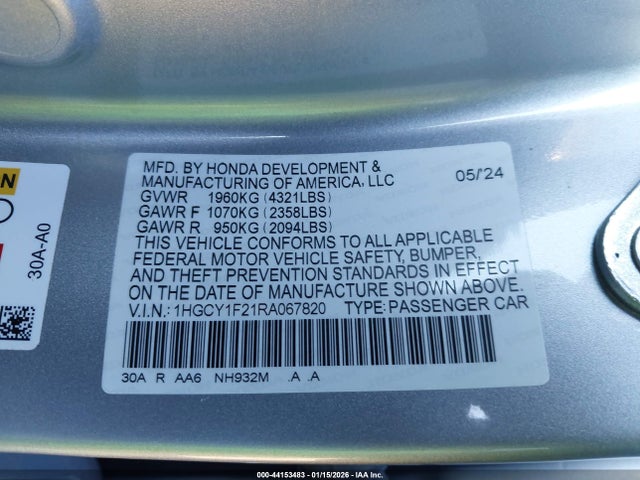 MFD. BY HONDA DEVELOPMENT &
MANUFACTURING OF AMERICA, LLC 05/'24
GVWR 1960KG (4321LBS)
GAWR F 1070KG (2358LBS)
GAWR R 950KG (2094LBS)
THIS VEHICLE CONFORMS TO ALL APPLICABLE
FEDERAL MOTOR VEHICLE SAFETY, BUMPER,
AND THEFT PREVENTION STANDARDS IN EFFECT
ON THE DATE OF MANUFACTURE SHOWN ABOVE.
V.I.N.: 1HGCY1F21RA067820 TYPE: PASSENGER CAR
30A R AA6 NH932M .A .A
30A-A0
000-44153483 - 01/15/2026 - IAA Inc.